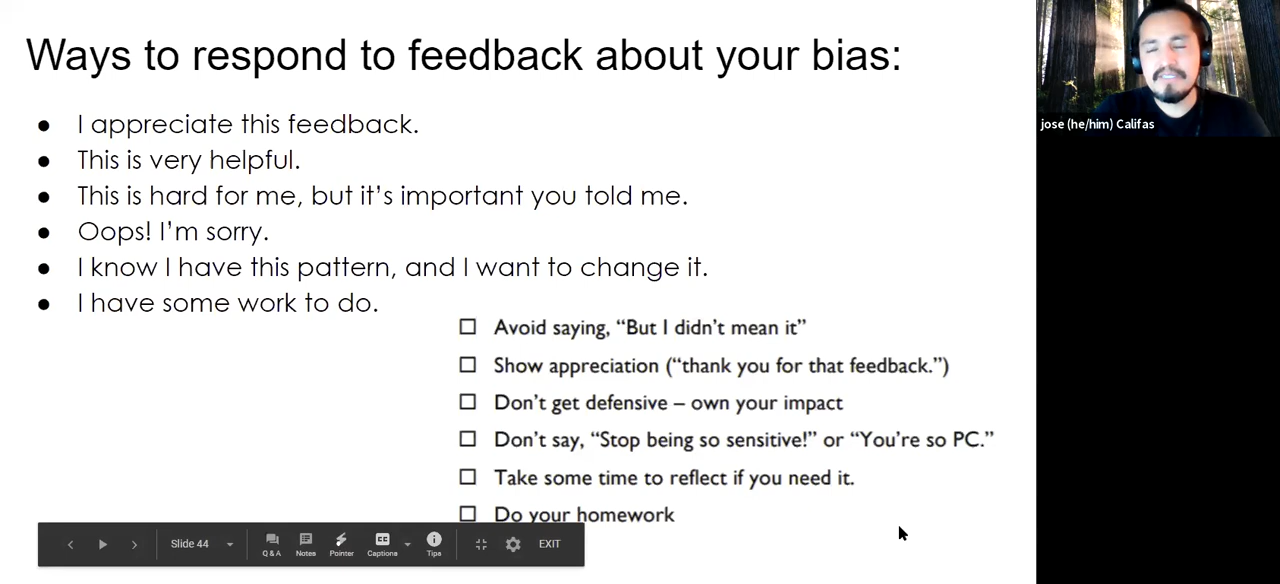 Ways to respond to feedback about your bias:
● I appreciate this feedback.
● This is very helpful.
● This is hard for me, but it’s important you told me.
● Oops! I’m sorry.
● I know I have this pattern, and I want to change it.
● I have some work to do.
☐ Avoid saying, “But I didn’t mean it”
☐ Show appreciation (“thank you for that feedback.”)
☐ Don’t get defensive – own your impact
☐ Don’t say, “Stop being so sensitive!” or “You’re so PC.”
☐ Take some time to reflect if you need it.
☐ Do your homework
Slide 44
Q & A
Notes
Pointer
Captions
Tips
EXIT
jose (he/him) Califas